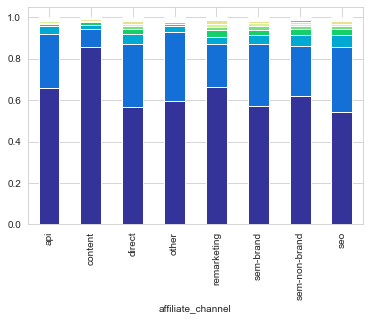 1.0
0.8
0.6
0.4
0.2
0.0
api
content
direct
other
remarketing
sem-brand
sem-non-brand
seo
affiliate_channel